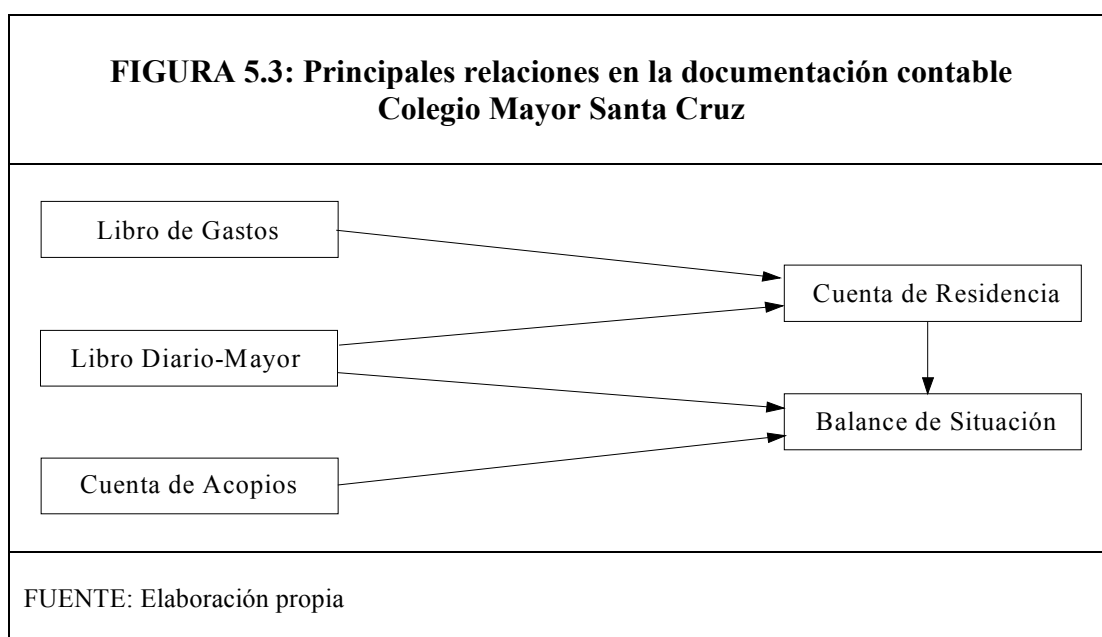 FIGURA 5.3: Principales relaciones en la documentación contable
Colegio Mayor Santa Cruz
Libro de Gastos
Cuenta de Residencia
Libro Diario-Mayor
Balance de Situación
Cuenta de Acopios
FUENTE: Elaboración propia